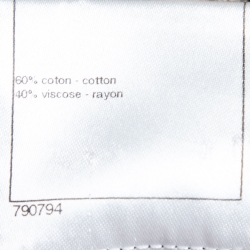 60% coton - cotton
40% viscose - rayon
790794